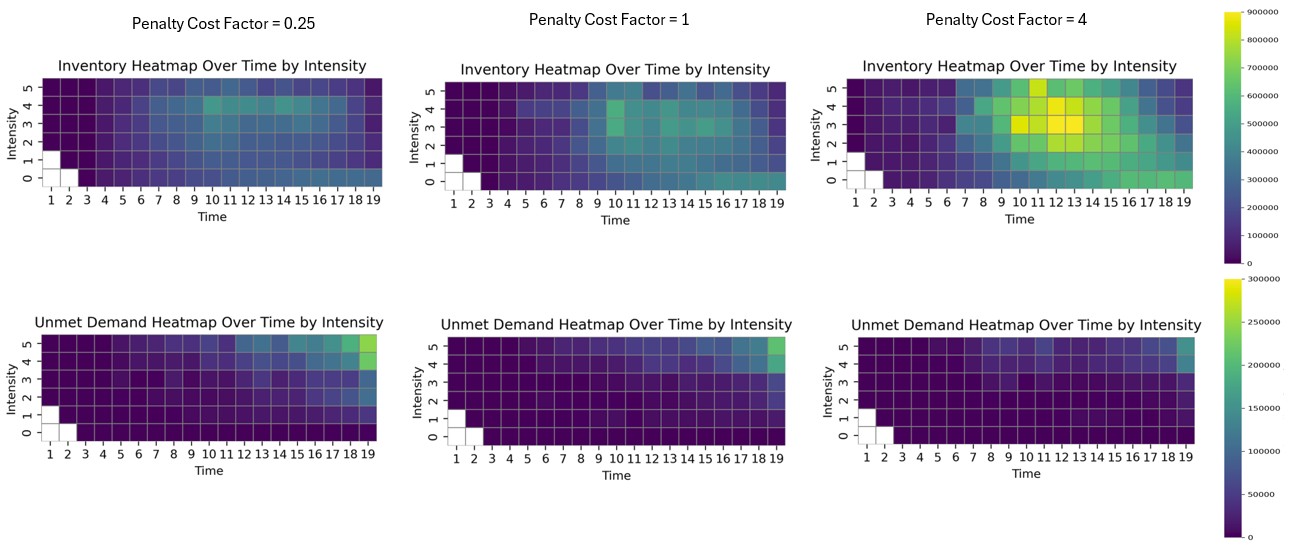 Penalty Cost Factor = 0.25
Penalty Cost Factor = 1
Penalty Cost Factor = 4
Inventory Heatmap Over Time by Intensity
Intensity
5
4
3
2
1
0
1 2 3 4 5 6 7 8 9 10 11 12 13 14 15 16 17 18 19
Time
Inventory Heatmap Over Time by Intensity
Intensity
5
4
3
2
1
0
1 2 3 4 5 6 7 8 9 10 11 12 13 14 15 16 17 18 19
Time
Inventory Heatmap Over Time by Intensity
Intensity
5
4
3
2
1
0
1 2 3 4 5 6 7 8 9 10 11 12 13 14 15 16 17 18 19
Time
900000
800000
700000
600000
500000
400000
300000
200000
100000
0
Unmet Demand Heatmap Over Time by Intensity
Intensity
5
4
3
2
1
0
1 2 3 4 5 6 7 8 9 10 11 12 13 14 15 16 17 18 19
Time
Unmet Demand Heatmap Over Time by Intensity
Intensity
5
4
3
2
1
0
1 2 3 4 5 6 7 8 9 10 11 12 13 14 15 16 17 18 19
Time
Unmet Demand Heatmap Over Time by Intensity
Intensity
5
4
3
2
1
0
1 2 3 4 5 6 7 8 9 10 11 12 13 14 15 16 17 18 19
Time
300000
250000
200000
150000
100000
50000
0